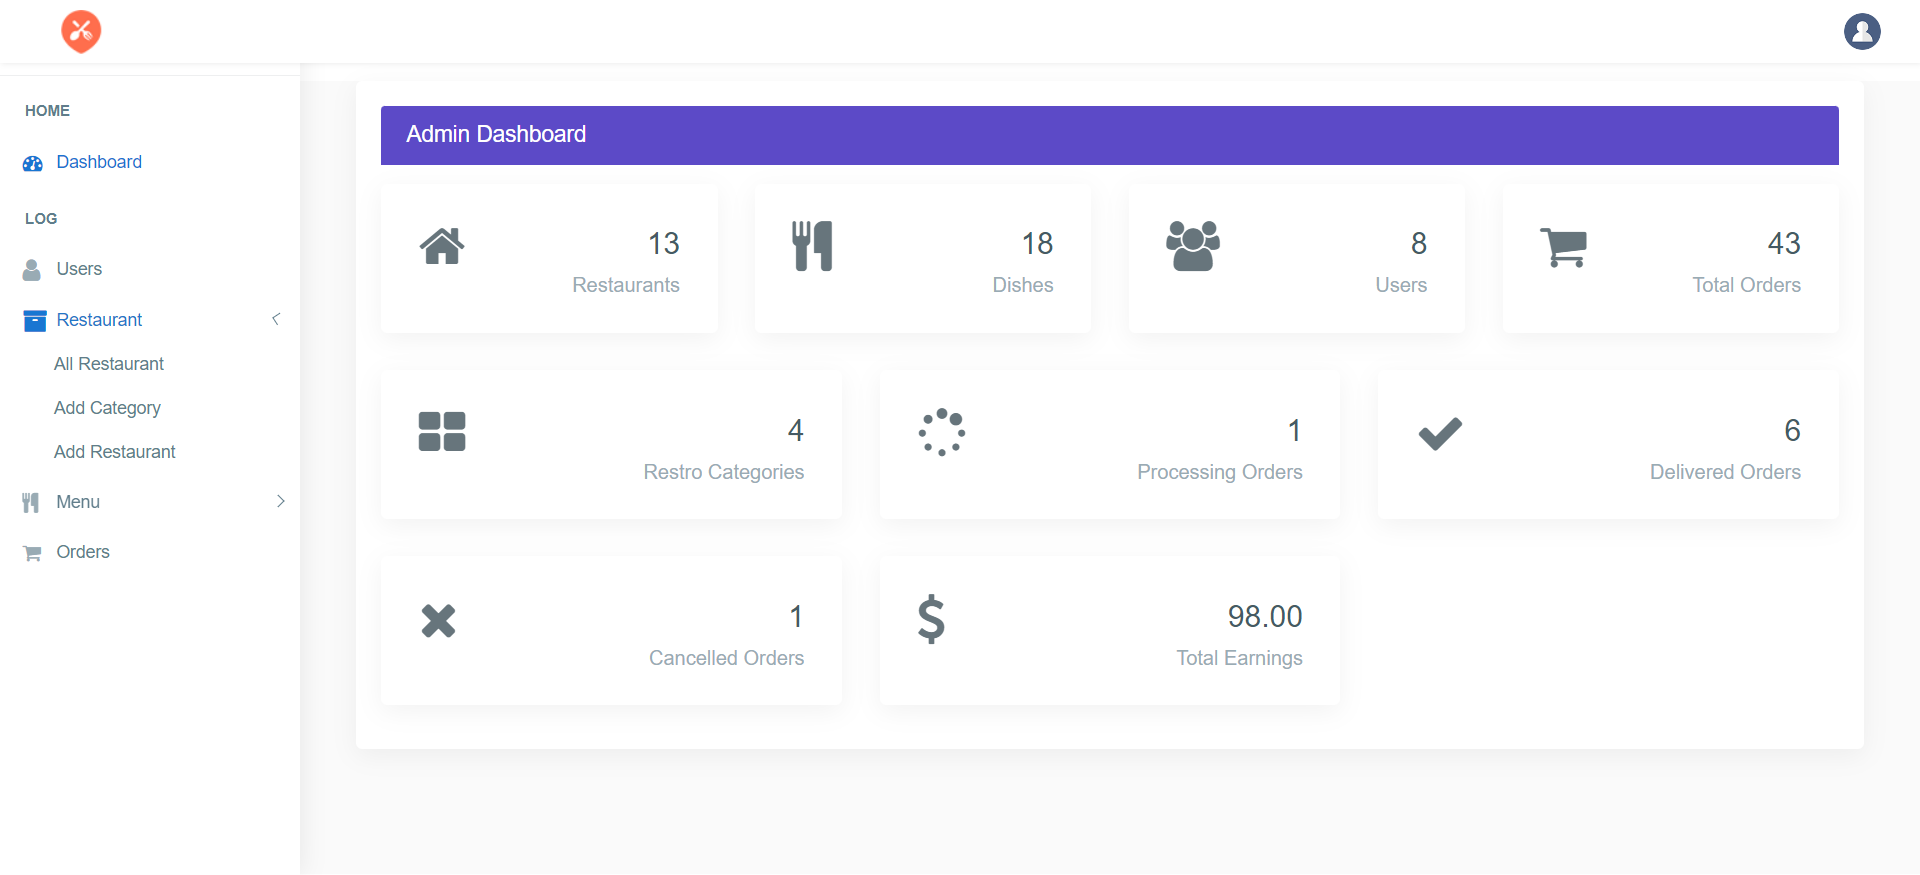 HOME
Dashboard
LOG
Users
Restaurant
All Restaurant
Add Category
Add Restaurant
Menu
Orders
Admin Dashboard
13
Restaurants
18
Dishes
8
Users
43
Total Orders
4
Restro Categories
1
Processing Orders
6
Delivered Orders
1
Cancelled Orders
98.00
Total Earnings